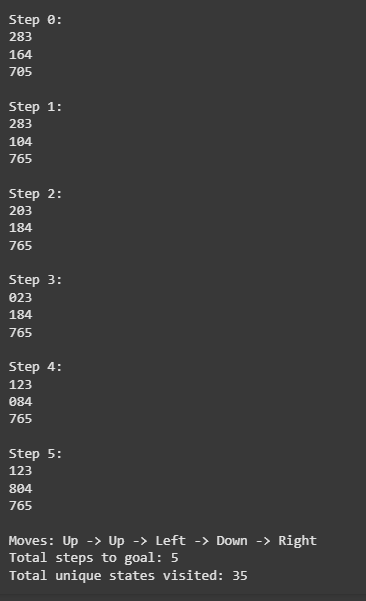 Step 0:
283
164
705
Step 1:
283
104
765
Step 2:
203
184
765
Step 3:
023
184
765
Step 4:
123
084
765
Step 5:
123
804
765
Moves: Up -> Up -> Left -> Down -> Right
Total steps to goal: 5
Total unique states visited: 35